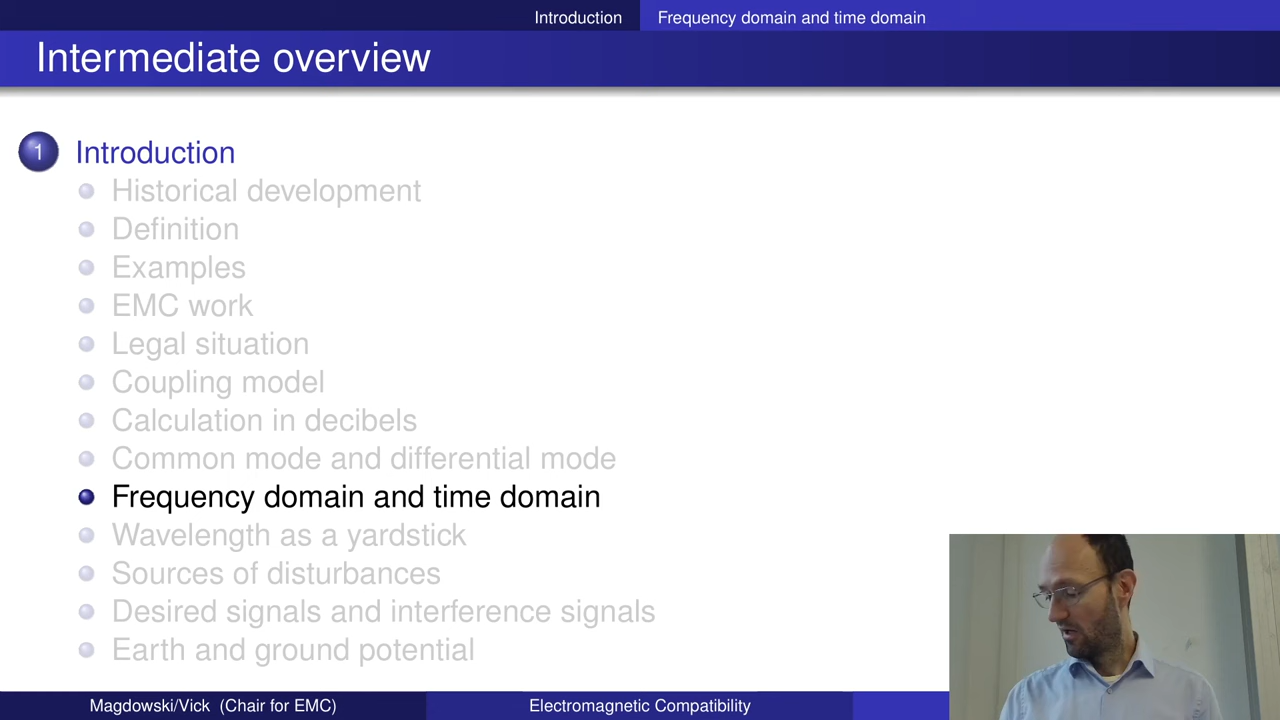 Introduction
Frequency domain and time domain
Intermediate overview
1 Introduction
Historical development
Definition
Examples
EMC work
Legal situation
Coupling model
Calculation in decibels
Common mode and differential mode
Frequency domain and time domain
Wavelength as a yardstick
Sources of disturbances
Desired signals and interference signals
Earth and ground potential
Magdowski/Vick (Chair for EMC)
Electromagnetic Compatibility